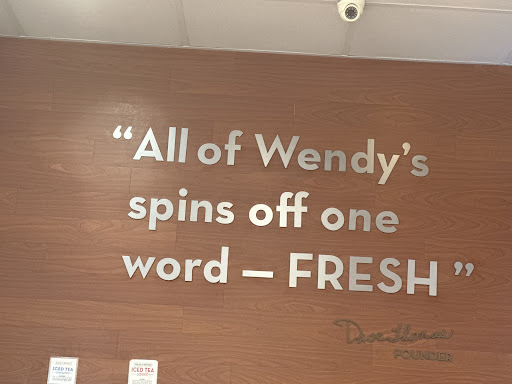 “All of Wendy’s
spins off one
word — FRESH”
Dave Thomas
FOUNDER
ICED TEA
ICED TEA